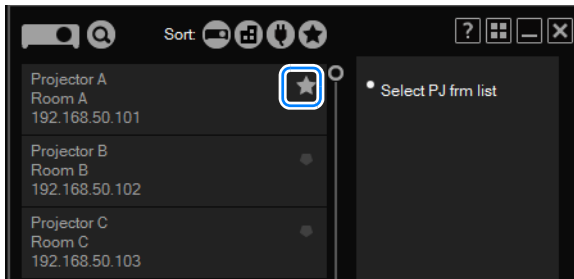 Sort:
?
Projector A
Room A
192.168.50.101
Select PJ frm list
Projector B
Room B
192.168.50.102
Projector C
Room C
192.168.50.103